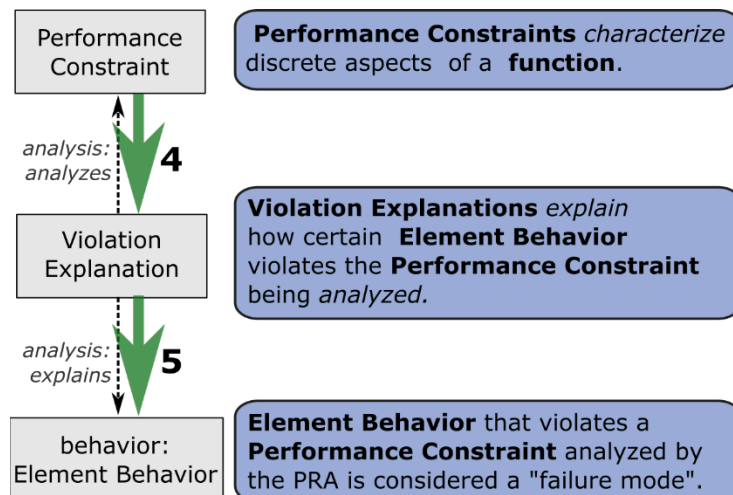 Performance
Constraint
Performance Constraints characterize
discrete aspects of a function.
analysis:
analyzes
4
Violation
Explanation
Violation Explanations explain
how certain Element Behavior
violates the Performance Constraint
being analyzed.
analysis:
explains
5
behavior:
Element Behavior
Element Behavior that violates a
Performance Constraint analyzed by
the PRA is considered a "failure mode".